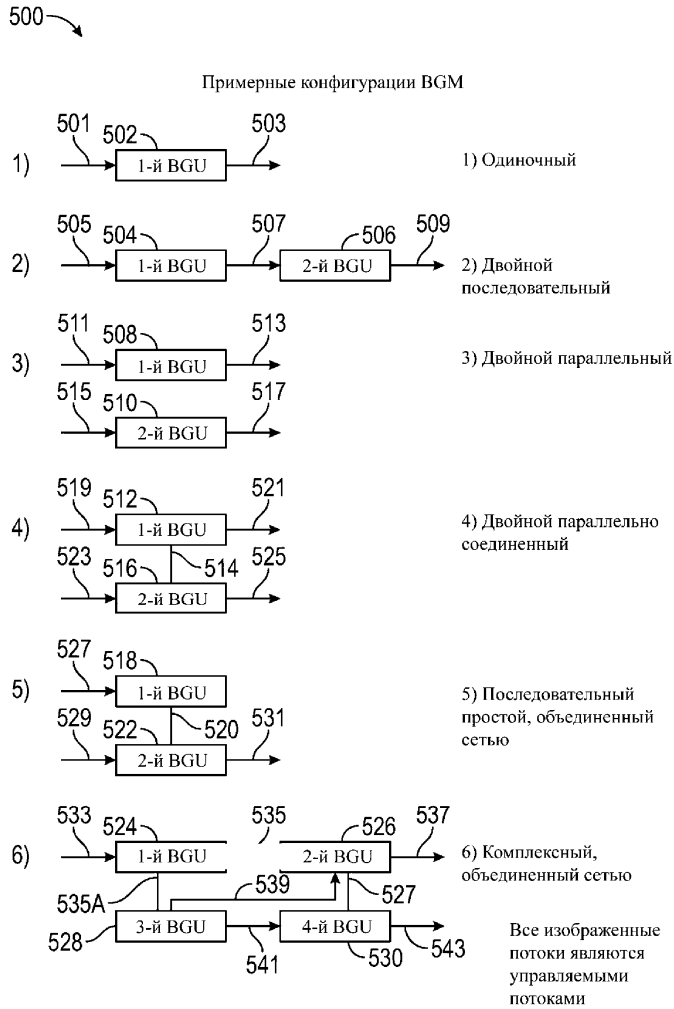 500
Примерные конфигурации BGM
501 502 503
1) 1-й BGU 1) Одиночный
505 504 507 506 509
2) 1-й BGU 2-й BGU 2) Двойной
последовательный
511 508 513
3) 1-й BGU 3) Двойной параллельный
515 510 517
2-й BGU
519 512 521
4) 1-й BGU 4) Двойной параллельно
соединенный
523 516 514 525
2-й BGU
527 518
5) 1-й BGU 5) Последовательный
простой, объединенный
сетью
529 522 520 531
2-й BGU
533 524 535 526 537
6) 1-й BGU 2-й BGU 6) Комплексный,
объединенный сетью
535A 539 527
528 3-й BGU 541 4-й BGU 530 543
Все изображенные
потоки являются
управляемыми
потоками